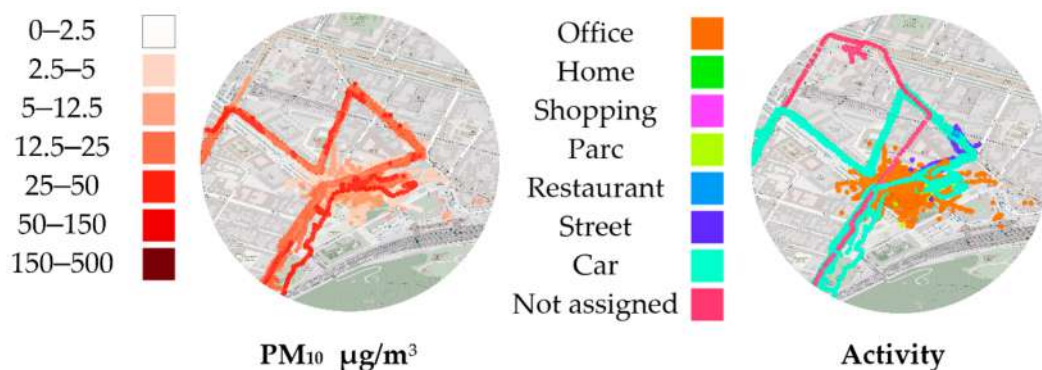 0–2.5
2.5–5
5–12.5
12.5–25
25–50
50–150
150–500
PM₁₀ μg/m³
Office
Home
Shopping
Parc
Restaurant
Street
Car
Not assigned
Activity